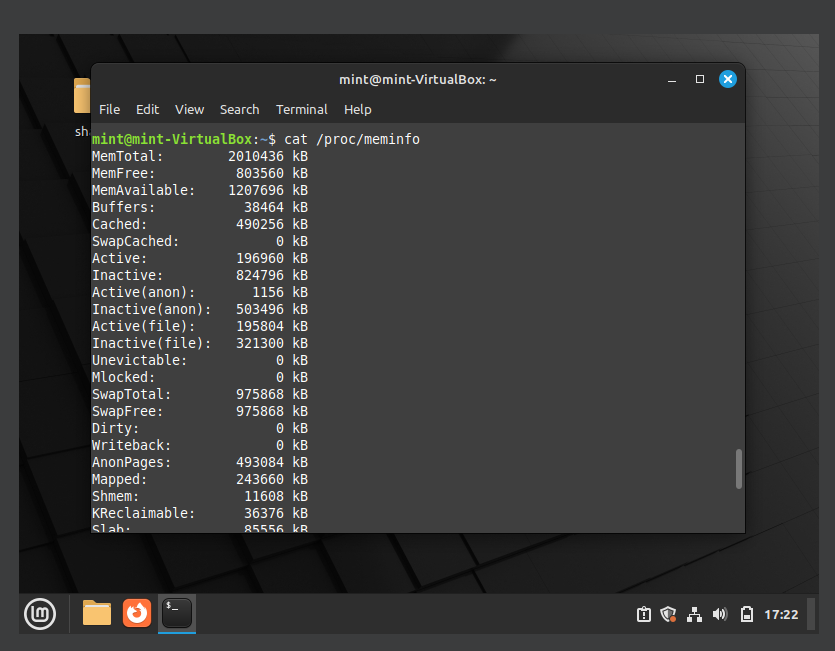 mint@mint-VirtualBox: ~
File Edit View Search Terminal Help
sh
mint@mint-VirtualBox:~$ cat /proc/meminfo
MemTotal: 2010436 kB
MemFree: 803560 kB
MemAvailable: 1207696 kB
Buffers: 38464 kB
Cached: 490256 kB
SwapCached: 0 kB
Active: 196960 kB
Inactive: 824796 kB
Active(anon): 1156 kB
Inactive(anon): 503496 kB
Active(file): 195804 kB
Inactive(file): 321300 kB
Unevictable: 0 kB
Mlocked: 0 kB
SwapTotal: 975868 kB
SwapFree: 975868 kB
Dirty: 0 kB
Writeback: 0 kB
AnonPages: 493084 kB
Mapped: 243660 kB
Shmem: 11608 kB
KReclaimable: 36376 kB
Slab: 85556 kB
$_
17:22